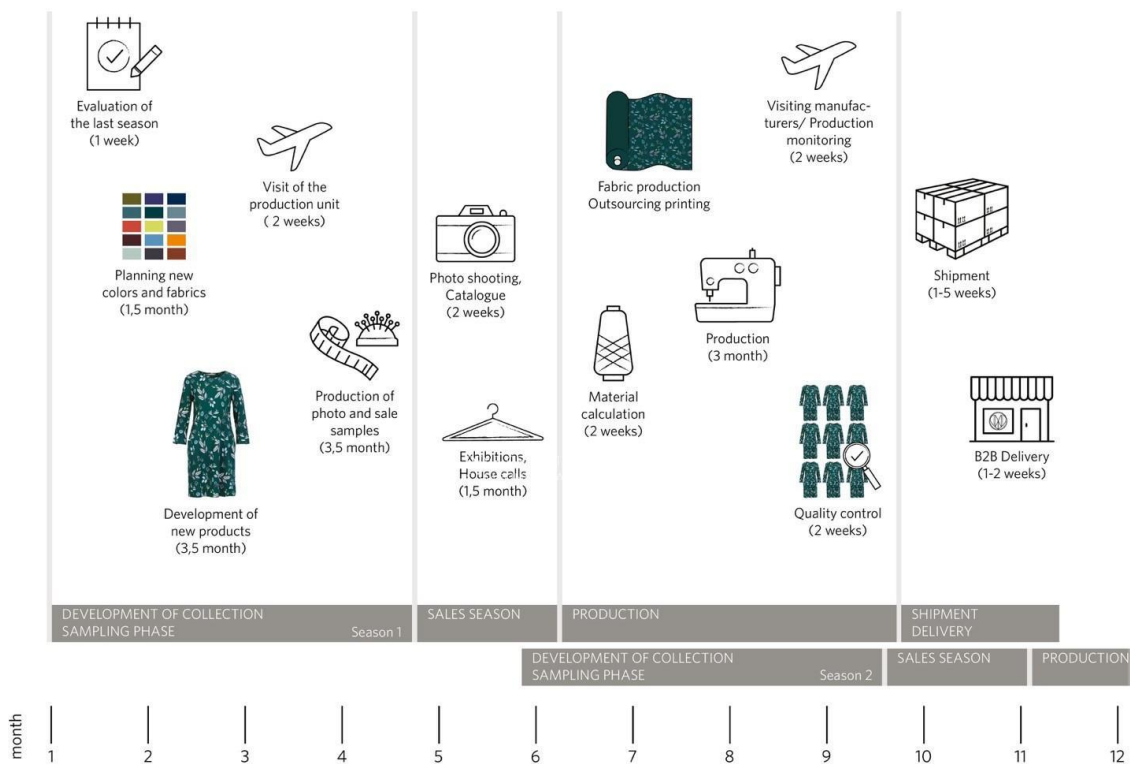 Evaluation of
the last season
(1 week)
Visit of the
production unit
( 2 weeks)
Planning new
colors and fabrics
(1,5 month)
Production of
photo and sale
samples
(3,5 month)
Development of
new products
(3,5 month)
Photo shooting,
Catalogue
(2 weeks)
Exhibitions,
House calls
(1,5 month)
Fabric production
Outsourcing printing
Visiting manufac-
turers/ Production
monitoring
(2 weeks)
Production
(3 month)
Material
calculation
(2 weeks)
Quality control
(2 weeks)
Shipment
(1-5 weeks)
B2B Delivery
(1-2 weeks)
DEVELOPMENT OF COLLECTION
SAMPLING PHASE Season 1
SALES SEASON
PRODUCTION
SHIPMENT
DELIVERY
DEVELOPMENT OF COLLECTION
SAMPLING PHASE Season 2
SALES SEASON
PRODUCTION
month
1 2 3 4 5 6 7 8 9 10 11 12